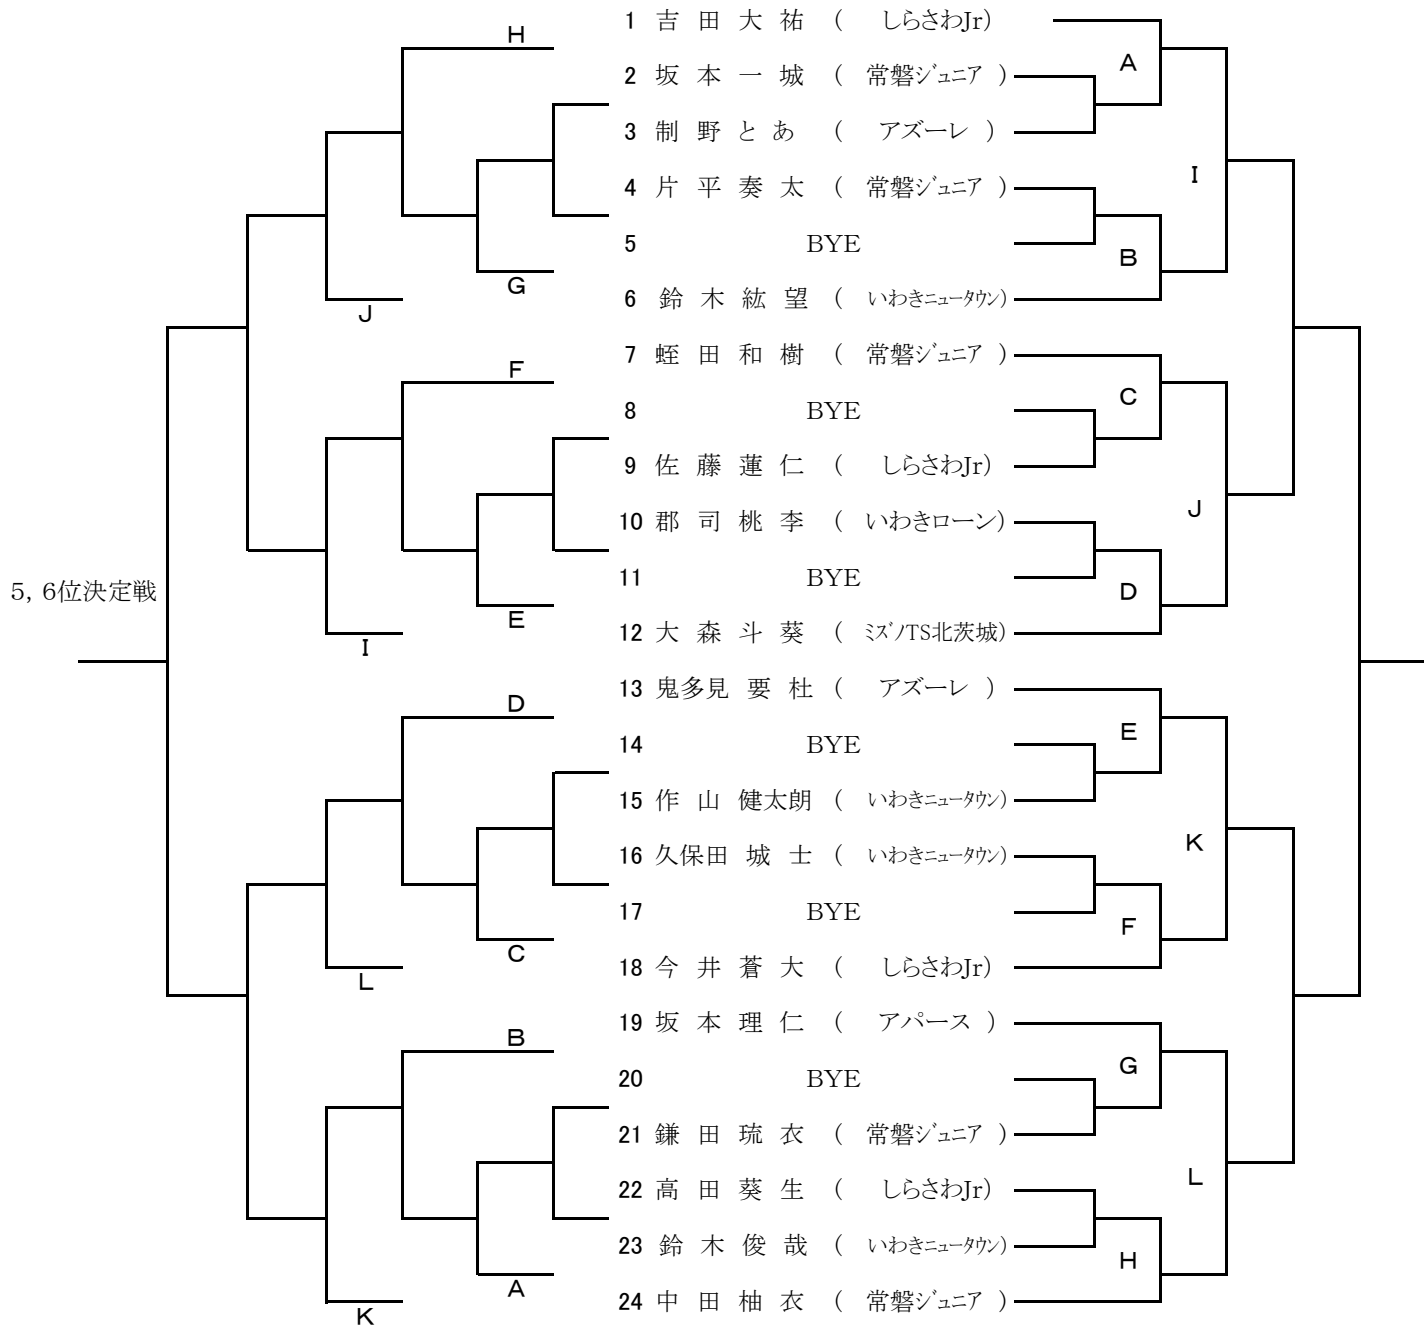 1 吉 田 大 祐 ( しらさわJr)
H
A
2 坂 本 一 城 ( 常磐ジュニア )
3 制 野 と あ ( アズーレ )
I
4 片 平 奏 太 ( 常磐ジュニア )
5 BYE
B
G
6 鈴 木 紘 望 ( いわきニュータウン)
J
7 蛭 田 和 樹 ( 常磐ジュニア )
F
C
8 BYE
9 佐 藤 蓮 仁 ( しらさわJr)
J
10 郡 司 桃 李 ( いわきローン)
11 BYE
D
5, 6位決定戦
E
12 大 森 斗 葵 ( ミズノTS北茨城)
I
13 鬼多見 要 杜 ( アズーレ )
D
E
14 BYE
15 作 山 健太朗 ( いわきニュータウン)
K
16 久保田 城 士 ( いわきニュータウン)
17 BYE
F
C
18 今 井 蒼 大 ( しらさわJr)
L
19 坂 本 理 仁 ( アパース )
B
G
20 BYE
21 鎌 田 琉 衣 ( 常磐ジュニア )
L
22 高 田 葵 生 ( しらさわJr)
23 鈴 木 俊 哉 ( いわきニュータウン)
H
A
24 中 田 柚 衣 ( 常磐ジュニア )
K